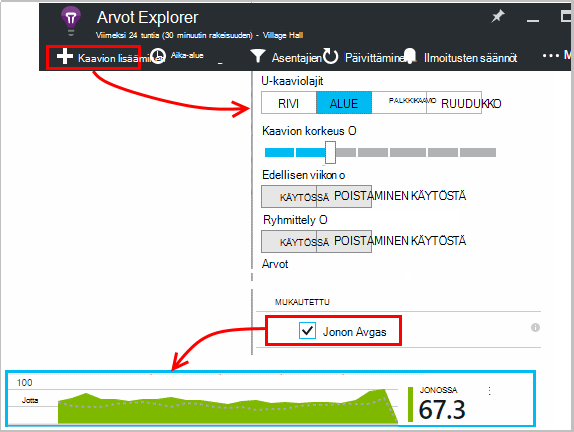 Arvot Explorer
Viimeksi 24 tuntia (30 minuutin rakeisuuden) - Village Hall
Kaavion lisääminen Aika-alue Asentajien Päivittäminen Ilmoitusten säännöt ... M
U-kaaviolajit
RIVI ALUE PALKKIKAAVIO RUUDUKKO
Kaavion korkeus O
Edellisen viikon o
KÄYTÖSSÄ POISTAMINEN KÄYTÖSTÄ
Ryhmittely O
KÄYTÖSSÄ POISTAMINEN KÄYTÖSTÄ
Arvot
MUKAUTETTU
Jonon Avgas
100
Jotta
JONOSSA
67.3